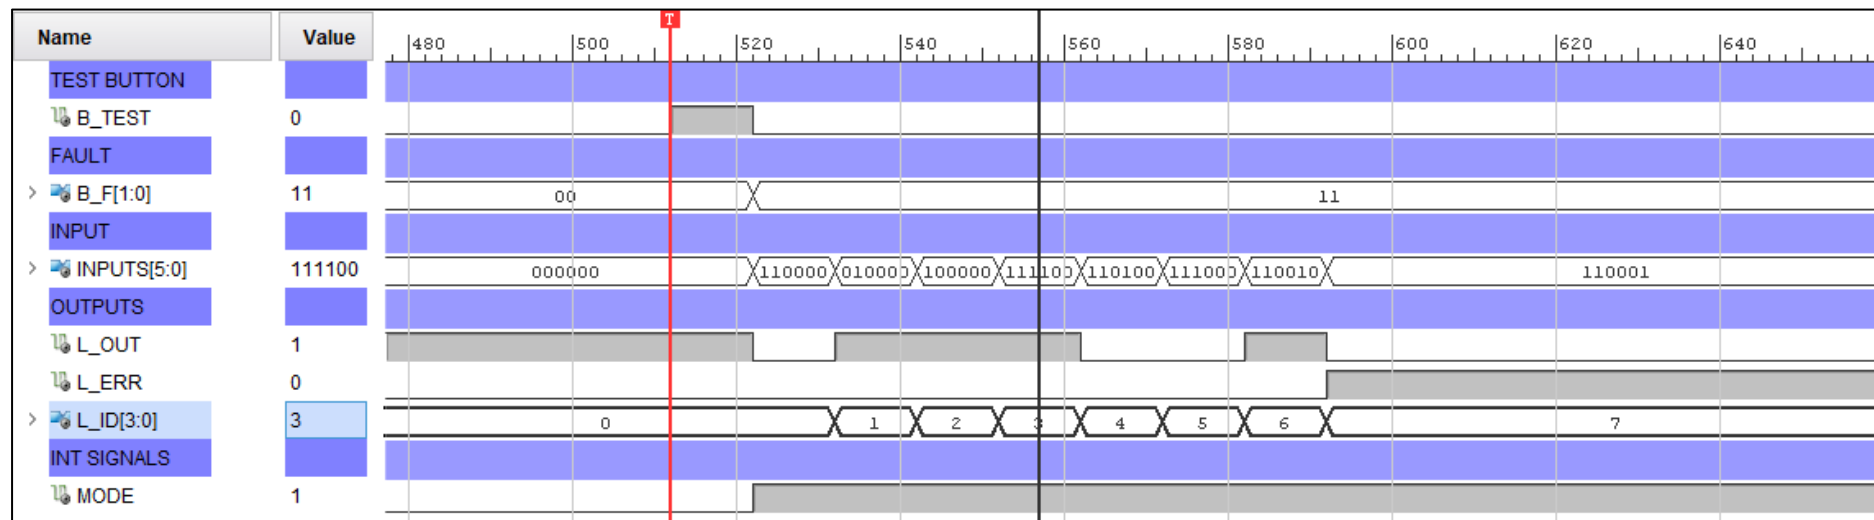 Name Value T 480 500 520 540 560 580 600 620 640
TEST BUTTON
B_TEST 0
FAULT
B_F[1:0] 11 00 11
INPUT
INPUTS[5:0] 111100 000000 110000 010000 100000 111100 110100 111000 110010 110001
OUTPUTS
L_OUT 1
L_ERR 0
L_ID[3:0] 3 0 1 2 3 4 5 6 7
INT SIGNALS
MODE 1